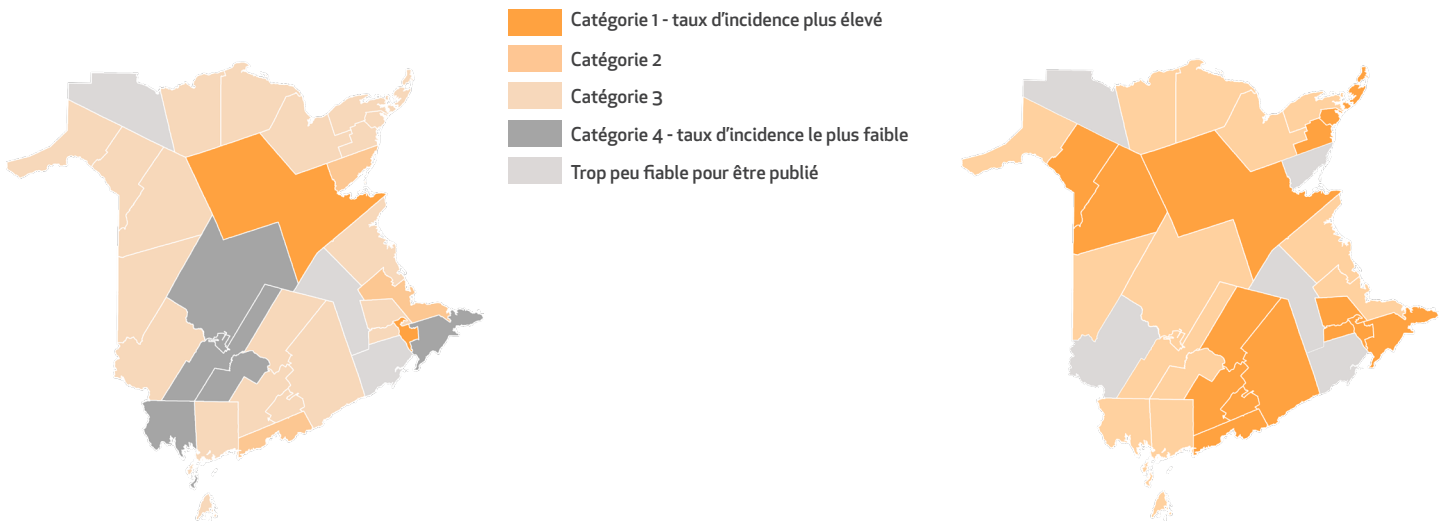 Catégorie 1 - taux d'incidence plus élevé
Catégorie 2
Catégorie 3
Catégorie 4 - taux d'incidence le plus faible
Trop peu fiable pour être publié